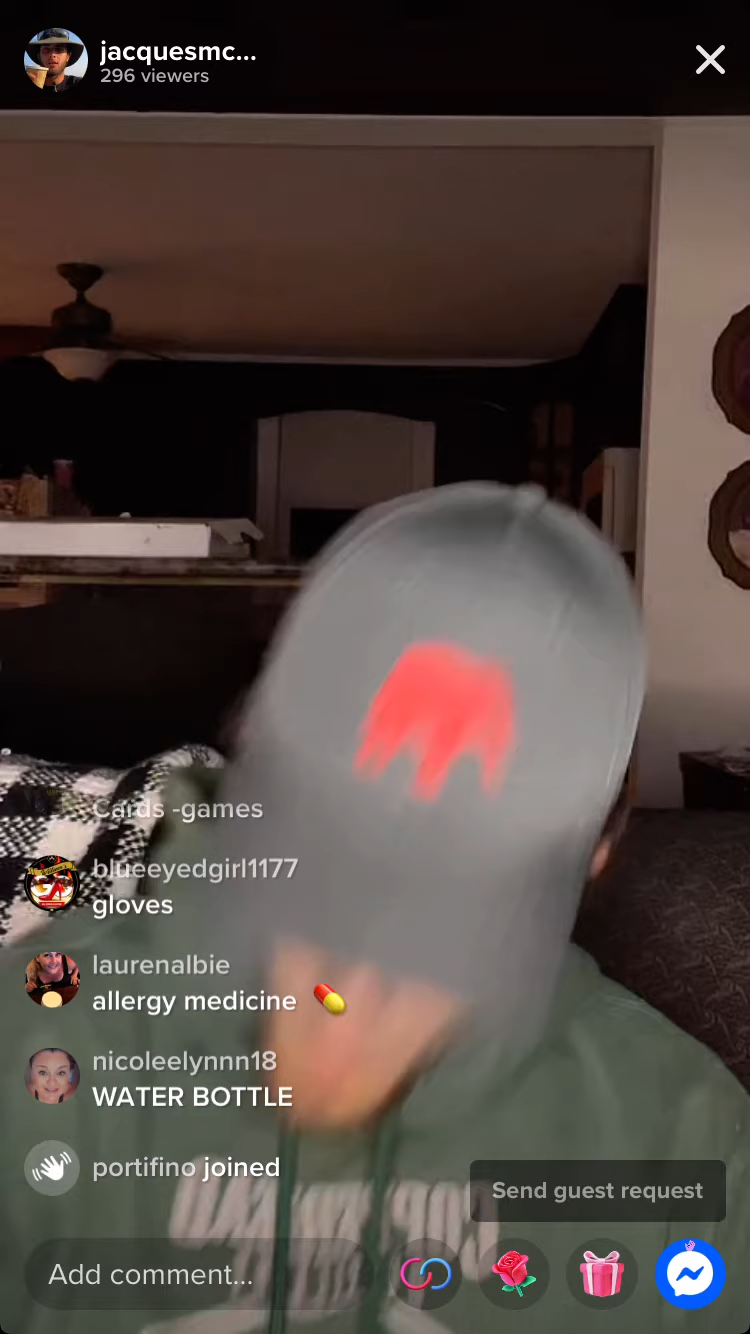 jacquesmc...
296 viewers
Cards -games
blueeyedgirl1177
gloves
laurenalbie
allergy medicine
nicoleelynnn18
WATER BOTTLE
portifino joined
Send guest request
Add comment...